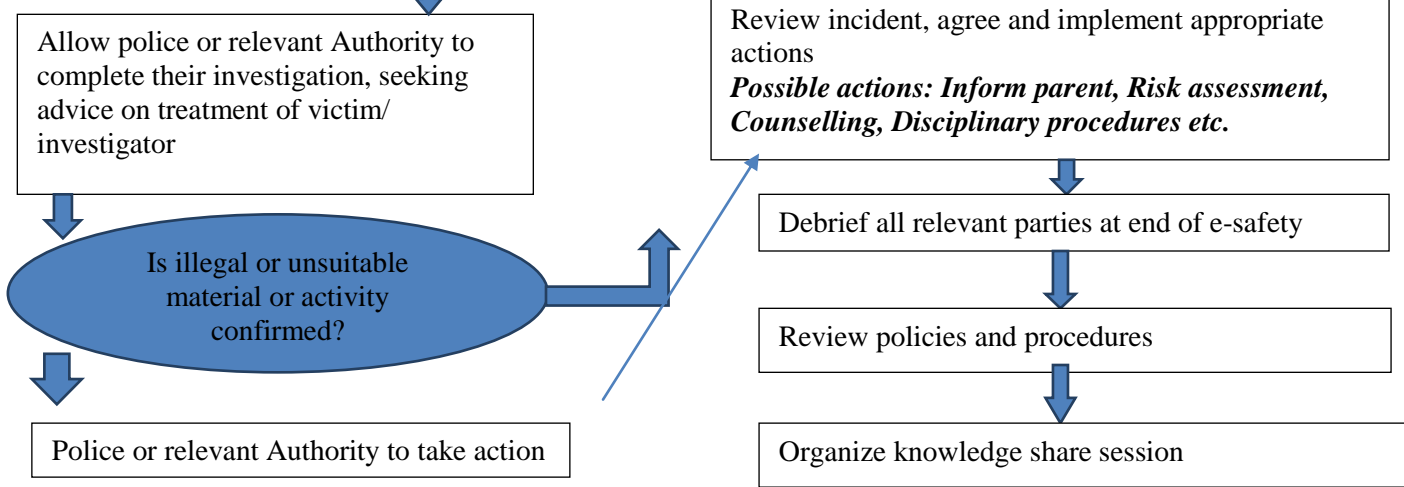 Allow police or relevant Authority to
complete their investigation, seeking
advice on treatment of victim/
investigator
Is illegal or unsuitable
material or activity
confirmed?
Police or relevant Authority to take action
Review incident, agree and implement appropriate
actions
Possible actions: Inform parent, Risk assessment,
Counselling, Disciplinary procedures etc.
Debrief all relevant parties at end of e-safety
Review policies and procedures
Organize knowledge share session